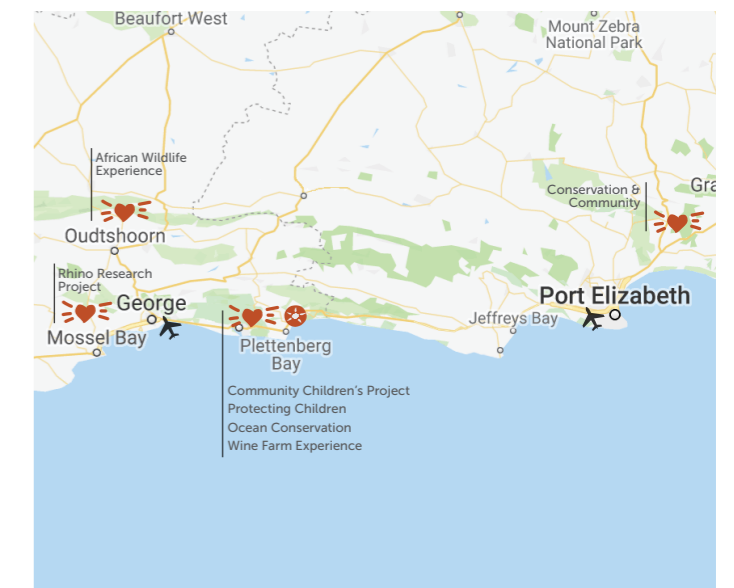 Beaufort West
Mount Zebra
National Park
African Wildlife
Experience
Conservation &
Community
Gra
Oudtshoorn
Rhino Research
Project
George
Port Elizabeth
Mossel Bay
Jeffreys Bay
Plettenberg
Bay
Community Children's Project
Protecting Children
Ocean Conservation
Wine Farm Experience